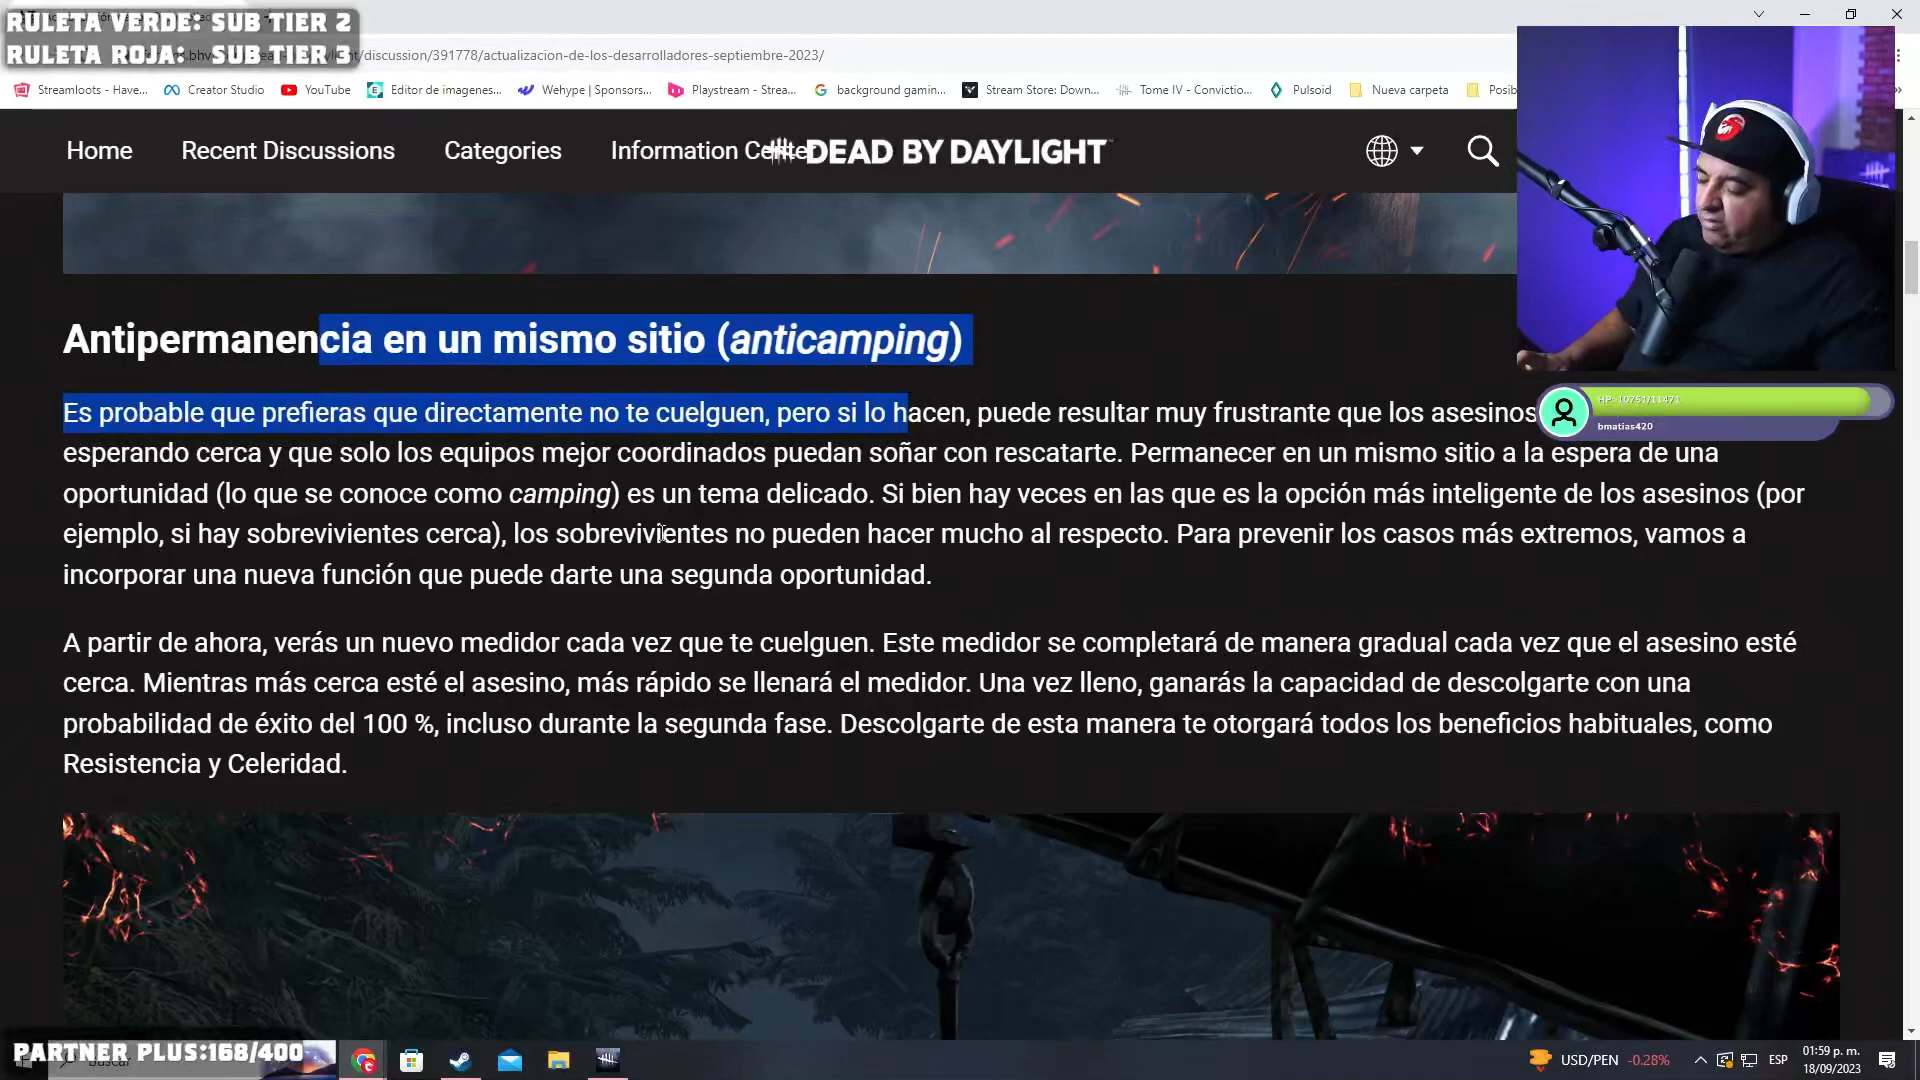 RULETA VERDE: SUB TIER 2
RULETA ROJA: SUB TIER 3
/discussion/391778/actualizacion-de-los-desarrolladores-septiembre-2023/
Streamloots - Have...
Creator Studio
YouTube
Editor de imagenes...
Wehype | Sponsors...
Playstream - Strea...
background gamin...
Stream Store: Down...
Tome IV - Convictio...
Pulsoid
Nueva carpeta
Posib
Home
Recent Discussions
Categories
Information Center
DEAD BY DAYLIGHT
Antipermanencia en un mismo sitio (anticamping)
Es probable que prefieras que directamente no te cuelguen, pero si lo hacen, puede resultar muy frustrante que los asesinos
esperando cerca y que solo los equipos mejor coordinados puedan soñar con rescatarte. Permanecer en un mismo sitio a la espera de una
oportunidad (lo que se conoce como camping) es un tema delicado. Si bien hay veces en las que es la opción más inteligente de los asesinos (por
ejemplo, si hay sobrevivientes cerca), los sobrevivientes no pueden hacer mucho al respecto. Para prevenir los casos más extremos, vamos a
incorporar una nueva función que puede darte una segunda oportunidad.
HP: 10751/11471
bmatias420
A partir de ahora, verás un nuevo medidor cada vez que te cuelguen. Este medidor se completará de manera gradual cada vez que el asesino esté
cerca. Mientras más cerca esté el asesino, más rápido se llenará el medidor. Una vez lleno, ganarás la capacidad de descolgarte con una
probabilidad de éxito del 100 %, incluso durante la segunda fase. Descolgarte de esta manera te otorgará todos los beneficios habituales, como
Resistencia y Celeridad.
PARTNER PLUS:168/400
Buscar
USD/PEN -0.28%
ESP
01:59 p. m.
18/09/2023